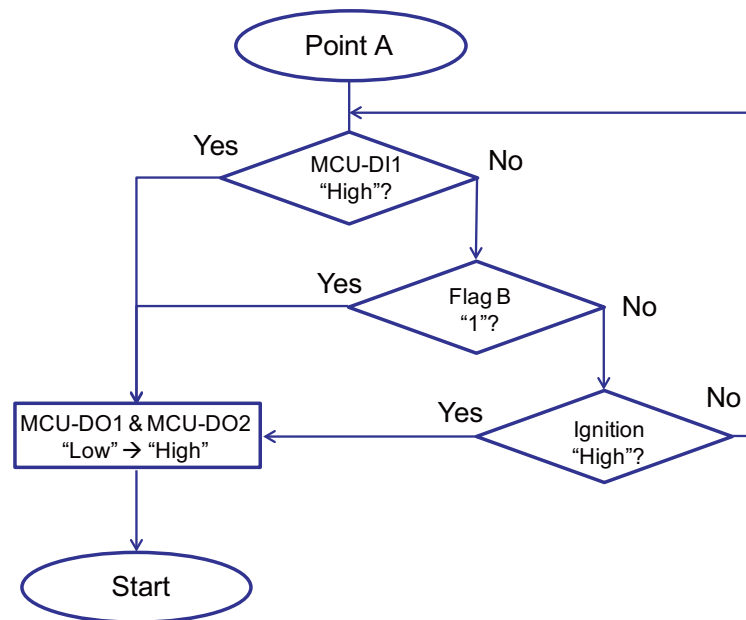 Point A
Yes
MCU-DI1
“High”?
No
Yes
Flag B
“1”?
No
MCU-DO1 & MCU-DO2
“Low” → “High”
Yes
Ignition
“High”?
No
Start